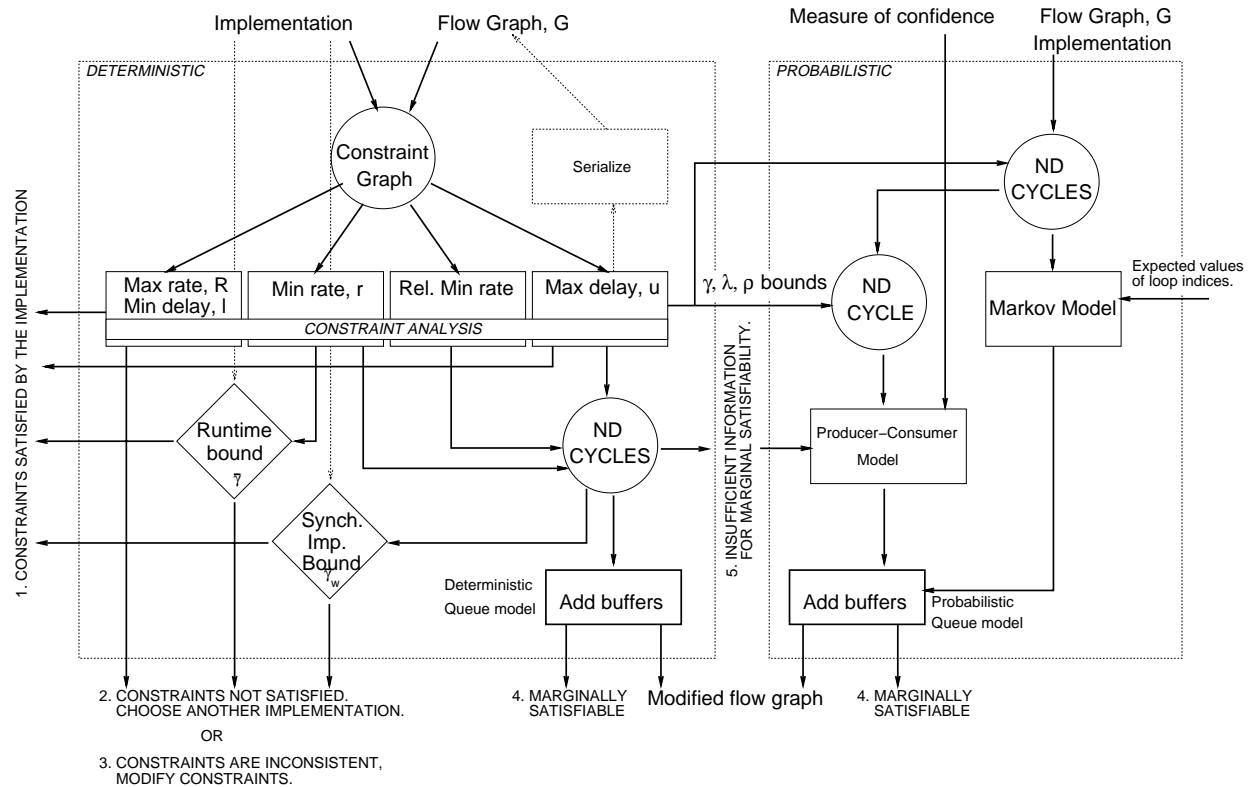 Implementation
Flow Graph, G
Measure of confidence
Flow Graph, G
Implementation
DETERMINISTIC
PROBABILISTIC
Constraint
Graph
Serialize
ND
CYCLES
Max rate, R
Min delay, l
Min rate, r
Rel. Min rate
Max delay, u
CONSTRAINT ANALYSIS
γ, λ, ρ bounds
ND
CYCLE
Markov Model
Expected values
of loop indices.
1. CONSTRAINTS SATISFIED BY THE IMPLEMENTATION
Runtime
bound
γ̅
ND
CYCLES
5. INSUFFICIENT INFORMATION
FOR MARGINAL SATISFIABILITY.
Producer−Consumer
Model
Synch.
Imp.
Bound
γ̅w
Deterministic
Queue model
Add buffers
Add buffers
Probabilistic
Queue model
2. CONSTRAINTS NOT SATISFIED.
CHOOSE ANOTHER IMPLEMENTATION.
OR
3. CONSTRAINTS ARE INCONSISTENT,
MODIFY CONSTRAINTS.
4. MARGINALLY
SATISFIABLE
Modified flow graph
4. MARGINALLY
SATISFIABLE